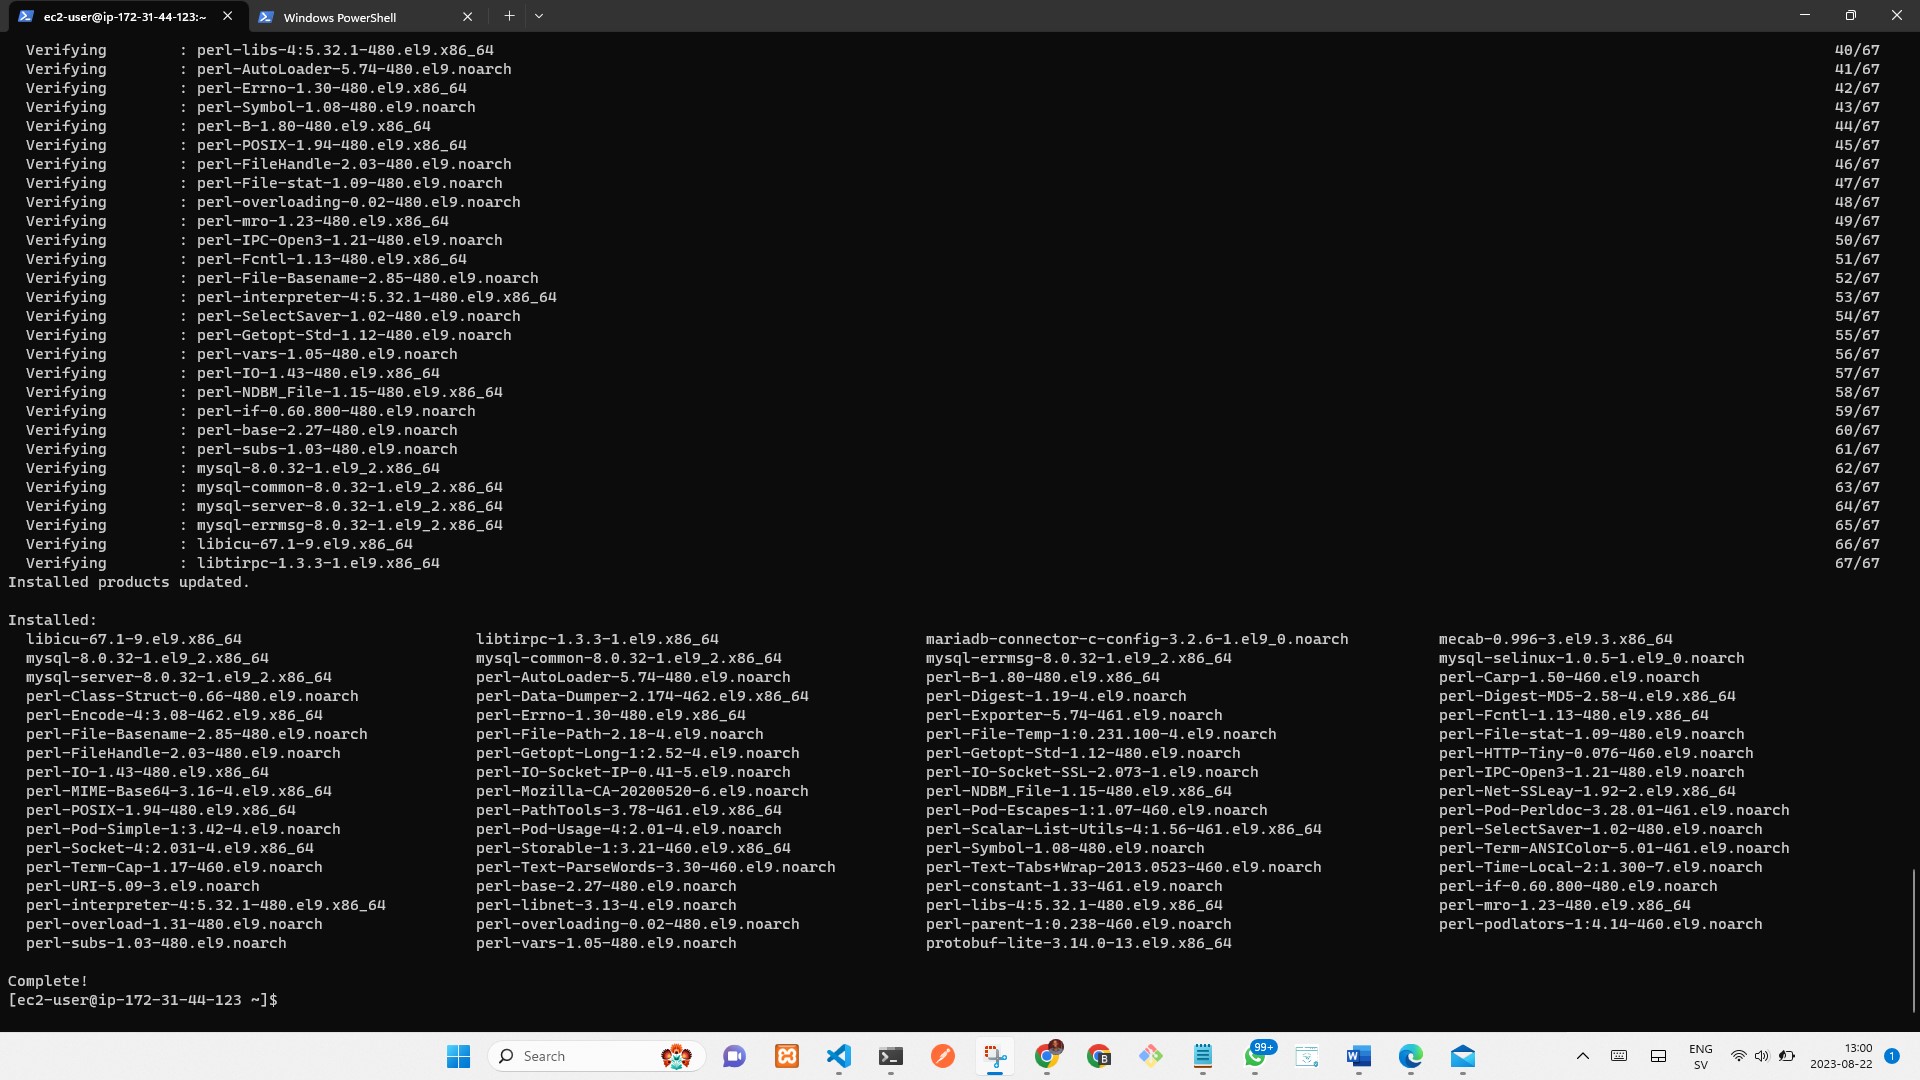 ec2-user@ip-172-31-44-123:~ Windows PowerShell
Verifying : perl-libs-4:5.32.1-480.el9.x86_64 40/67
Verifying : perl-AutoLoader-5.74-480.el9.noarch 41/67
Verifying : perl-Errno-1.30-480.el9.x86_64 42/67
Verifying : perl-Symbol-1.08-480.el9.noarch 43/67
Verifying : perl-B-1.80-480.el9.x86_64 44/67
Verifying : perl-POSIX-1.94-480.el9.x86_64 45/67
Verifying : perl-FileHandle-2.03-480.el9.noarch 46/67
Verifying : perl-File-stat-1.09-480.el9.noarch 47/67
Verifying : perl-overloading-0.02-480.el9.noarch 48/67
Verifying : perl-mro-1.23-480.el9.x86_64 49/67
Verifying : perl-IPC-Open3-1.21-480.el9.noarch 50/67
Verifying : perl-Fcntl-1.13-480.el9.x86_64 51/67
Verifying : perl-File-Basename-2.85-480.el9.noarch 52/67
Verifying : perl-interpreter-4:5.32.1-480.el9.x86_64 53/67
Verifying : perl-SelectSaver-1.02-480.el9.noarch 54/67
Verifying : perl-Getopt-Std-1.12-480.el9.noarch 55/67
Verifying : perl-vars-1.05-480.el9.noarch 56/67
Verifying : perl-IO-1.43-480.el9.x86_64 57/67
Verifying : perl-NDBM_File-1.15-480.el9.x86_64 58/67
Verifying : perl-if-0.60.800-480.el9.noarch 59/67
Verifying : perl-base-2.27-480.el9.noarch 60/67
Verifying : perl-subs-1.03-480.el9.noarch 61/67
Verifying : mysql-8.0.32-1.el9_2.x86_64 62/67
Verifying : mysql-common-8.0.32-1.el9_2.x86_64 63/67
Verifying : mysql-server-8.0.32-1.el9_2.x86_64 64/67
Verifying : mysql-errmsg-8.0.32-1.el9_2.x86_64 65/67
Verifying : libicu-67.1-9.el9.x86_64 66/67
Verifying : libtirpc-1.3.3-1.el9.x86_64 67/67
Installed products updated.
Installed:
libicu-67.1-9.el9.x86_64 libtirpc-1.3.3-1.el9.x86_64 mariadb-connector-c-config-3.2.6-1.el9_0.noarch mecab-0.996-3.el9.3.x86_64
mysql-8.0.32-1.el9_2.x86_64 mysql-common-8.0.32-1.el9_2.x86_64 mysql-errmsg-8.0.32-1.el9_2.x86_64 mysql-selinux-1.0.5-1.el9_0.noarch
mysql-server-8.0.32-1.el9_2.x86_64 perl-AutoLoader-5.74-480.el9.noarch perl-B-1.80-480.el9.x86_64 perl-Carp-1.50-460.el9.noarch
perl-Class-Struct-0.66-480.el9.noarch perl-Data-Dumper-2.174-462.el9.x86_64 perl-Digest-1.19-4.el9.noarch perl-Digest-MD5-2.58-4.el9.x86_64
perl-Encode-4:3.08-462.el9.x86_64 perl-Errno-1.30-480.el9.x86_64 perl-Exporter-5.74-461.el9.noarch perl-Fcntl-1.13-480.el9.x86_64
perl-File-Basename-2.85-480.el9.noarch perl-File-Path-2.18-4.el9.noarch perl-File-Temp-1:0.231.100-4.el9.noarch perl-File-stat-1.09-480.el9.noarch
perl-FileHandle-2.03-480.el9.noarch perl-Getopt-Long-1:2.52-4.el9.noarch perl-Getopt-Std-1.12-480.el9.noarch perl-HTTP-Tiny-0.076-460.el9.noarch
perl-IO-1.43-480.el9.x86_64 perl-IO-Socket-IP-0.41-5.el9.noarch perl-IO-Socket-SSL-2.073-1.el9.noarch perl-IPC-Open3-1.21-480.el9.noarch
perl-MIME-Base64-3.16-4.el9.x86_64 perl-Mozilla-CA-20200520-6.el9.noarch perl-NDBM_File-1.15-480.el9.x86_64 perl-Net-SSLeay-1.92-2.el9.x86_64
perl-POSIX-1.94-480.el9.x86_64 perl-PathTools-3.78-461.el9.x86_64 perl-Pod-Escapes-1:1.07-460.el9.noarch perl-Pod-Perldoc-3.28.01-461.el9.noarch
perl-Pod-Simple-1:3.42-4.el9.noarch perl-Pod-Usage-4:2.01-4.el9.noarch perl-Scalar-List-Utils-4:1.56-461.el9.x86_64 perl-SelectSaver-1.02-480.el9.noarch
perl-Socket-4:2.031-4.el9.x86_64 perl-Storable-1:3.21-460.el9.x86_64 perl-Symbol-1.08-480.el9.noarch perl-Term-ANSIColor-5.01-461.el9.noarch
perl-Term-Cap-1.17-460.el9.noarch perl-Text-ParseWords-3.30-460.el9.noarch perl-Text-Tabs+Wrap-2013.0523-460.el9.noarch perl-Time-Local-2:1.300-7.el9.noarch
perl-URI-5.09-3.el9.noarch perl-base-2.27-480.el9.noarch perl-constant-1.33-461.el9.noarch perl-if-0.60.800-480.el9.noarch
perl-interpreter-4:5.32.1-480.el9.x86_64 perl-libnet-3.13-4.el9.noarch perl-libs-4:5.32.1-480.el9.x86_64 perl-mro-1.23-480.el9.x86_64
perl-overload-1.31-480.el9.noarch perl-overloading-0.02-480.el9.noarch perl-parent-1:0.238-460.el9.noarch perl-podlators-1:4.14-460.el9.noarch
perl-subs-1.03-480.el9.noarch perl-vars-1.05-480.el9.noarch protobuf-lite-3.14.0-13.el9.x86_64
Complete!
[ec2-user@ip-172-31-44-123 ~]$
Search 99+ ENG 13:00
SV 2023-08-22 1